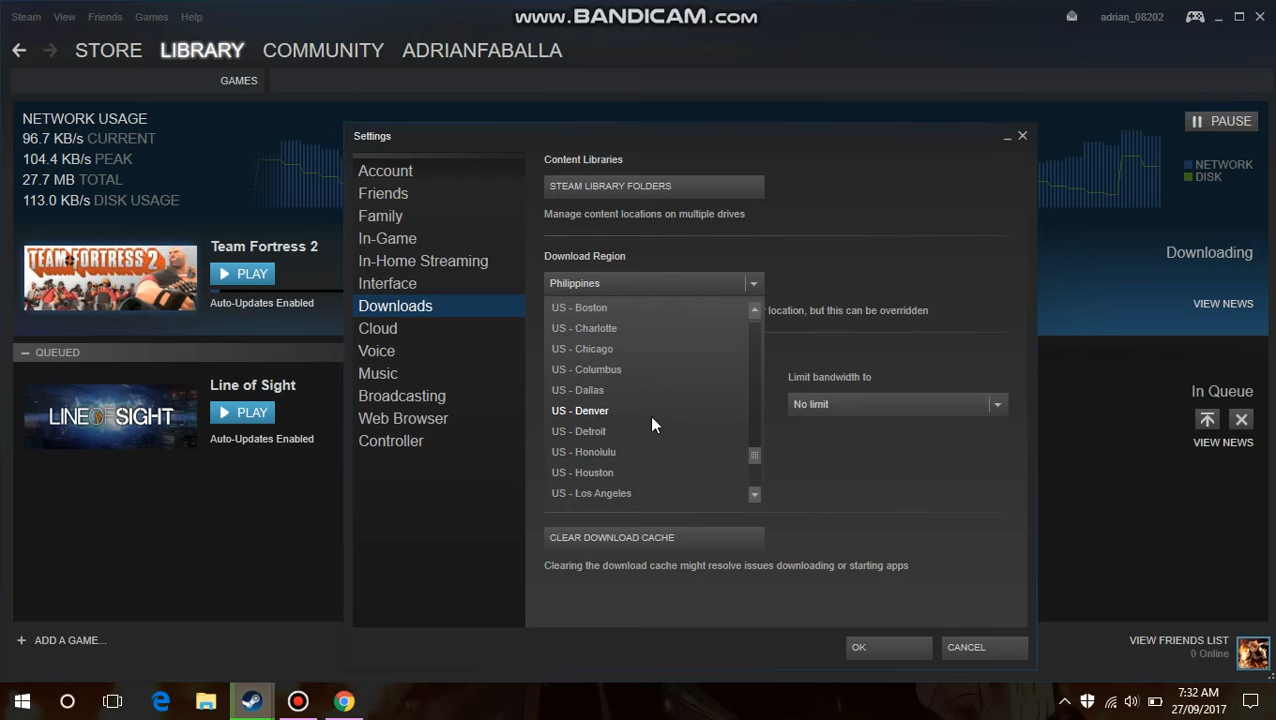 Steam View Friends Games Help
www.BANDICAM.com
adrian_08202
STORE LIBRARY COMMUNITY ADRIANFABALLA
GAMES
NETWORK USAGE
96.7 KB/s CURRENT
104.4 KB/s PEAK
27.7 MB TOTAL
113.0 KB/s DISK USAGE
PAUSE
NETWORK
DISK
TEAM FORTRESS 2
Team Fortress 2
PLAY
Auto-Updates Enabled
Downloading
VIEW NEWS
QUEUED
LINE OF SIGHT
Line of Sight
PLAY
Auto-Updates Enabled
In Queue
VIEW NEWS
Settings
Account
Friends
Family
In-Game
In-Home Streaming
Interface
Downloads
Cloud
Voice
Music
Broadcasting
Web Browser
Controller
Content Libraries
STEAM LIBRARY FOLDERS
Manage content locations on multiple drives
Download Region
Philippines
US - Boston
US - Charlotte
US - Chicago
US - Columbus
US - Dallas
US - Denver
US - Detroit
US - Honolulu
US - Houston
US - Los Angeles
location, but this can be overridden
Limit bandwidth to
No limit
CLEAR DOWNLOAD CACHE
Clearing the download cache might resolve issues downloading or starting apps
OK
CANCEL
ADD A GAME...
VIEW FRIENDS LIST
0 Online
7:32 AM
27/09/2017